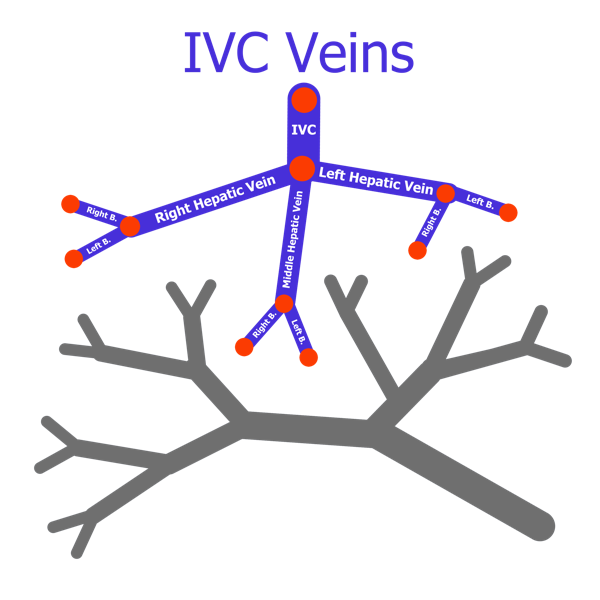 IVC Veins
IVC
Right Hepatic Vein
Left Hepatic Vein
Middle Hepatic Vein
Right B.
Left B.
Left B.
Right B.
Right B.
Left B.